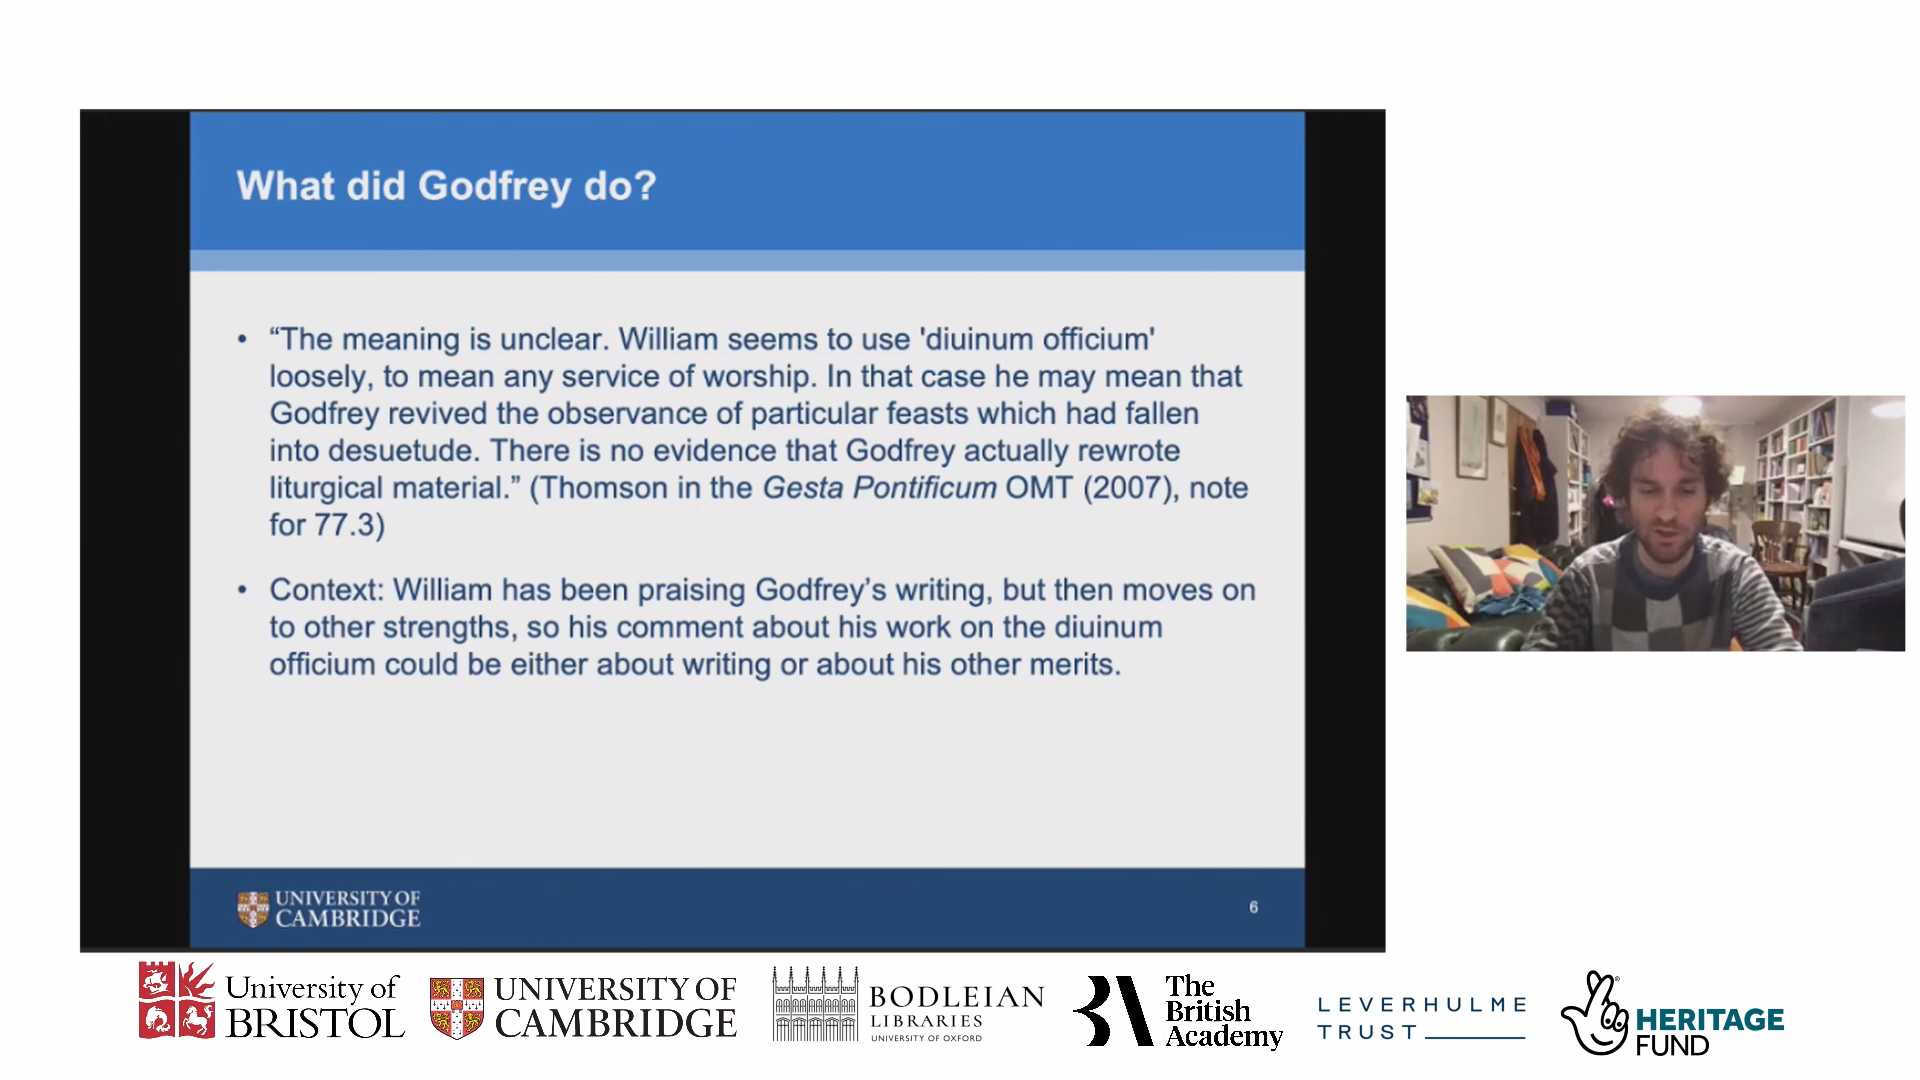 What did Godfrey do?
• “The meaning is unclear. William seems to use 'diuinum officium'
loosely, to mean any service of worship. In that case he may mean that
Godfrey revived the observance of particular feasts which had fallen
into desuetude. There is no evidence that Godfrey actually rewrote
liturgical material.” (Thomson in the Gesta Pontificum OMT (2007), note
for 77.3)
• Context: William has been praising Godfrey’s writing, but then moves on
to other strengths, so his comment about his work on the diuinum
officium could be either about writing or about his other merits.
UNIVERSITY OF
CAMBRIDGE
6
University of
BRISTOL
UNIVERSITY OF
CAMBRIDGE
BODLEIAN
LIBRARIES
UNIVERSITY OF OXFORD
The
British
Academy
LEVERHULME
TRUST
HERITAGE
FUND